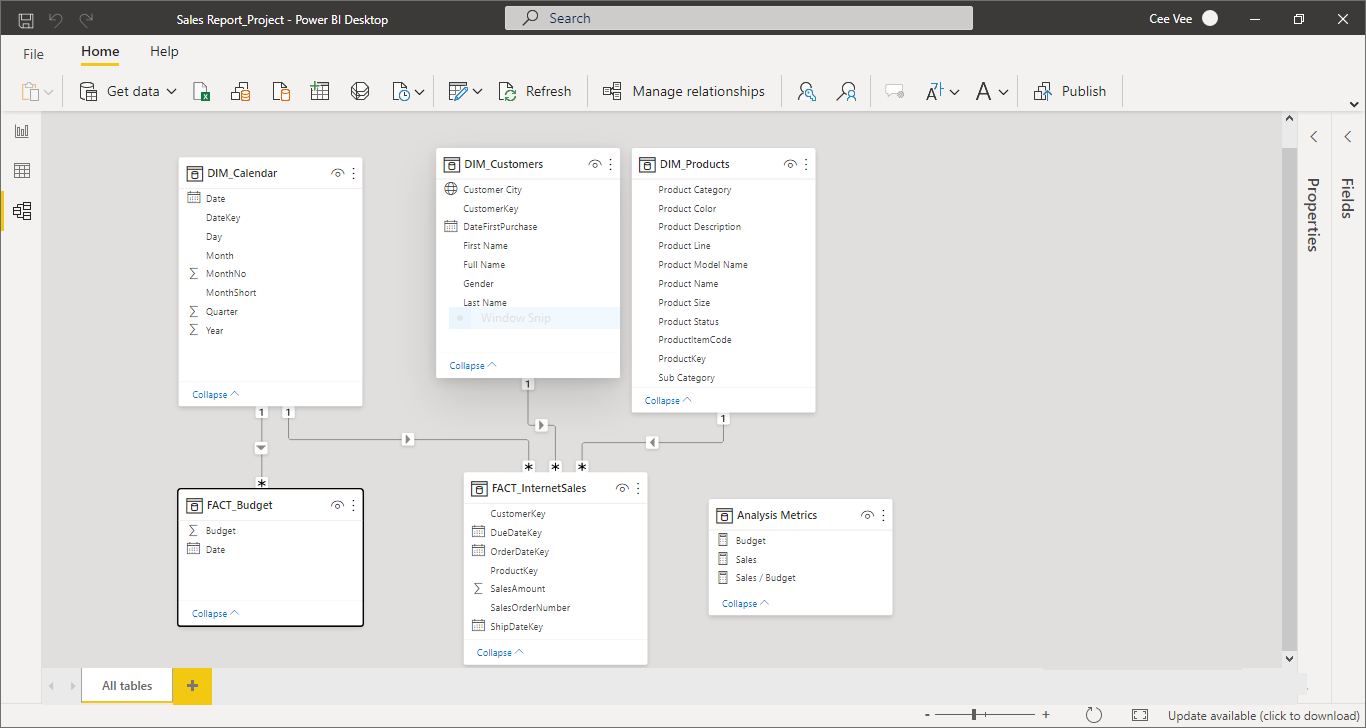 Sales Report_Project - Power BI Desktop
Search
Cee Vee
File
Home
Help
Get data
Refresh
Manage relationships
Publish
DIM_Calendar
Date
DateKey
Day
Month
MonthNo
MonthShort
Quarter
Year
Collapse
DIM_Customers
Customer City
CustomerKey
DateFirstPurchase
First Name
Full Name
Gender
Last Name
Window Snip
Collapse
DIM_Products
Product Category
Product Color
Product Description
Product Line
Product Model Name
Product Name
Product Size
Product Status
ProductItemCode
ProductKey
Sub Category
Collapse
Properties
Fields
1
1
1
1
*
*
*
*
FACT_Budget
Budget
Date
Collapse
FACT_InternetSales
CustomerKey
DueDateKey
OrderDateKey
ProductKey
SalesAmount
SalesOrderNumber
ShipDateKey
Collapse
Analysis Metrics
Budget
Sales
Sales / Budget
Collapse
All tables
+
- +
Update available (click to download)